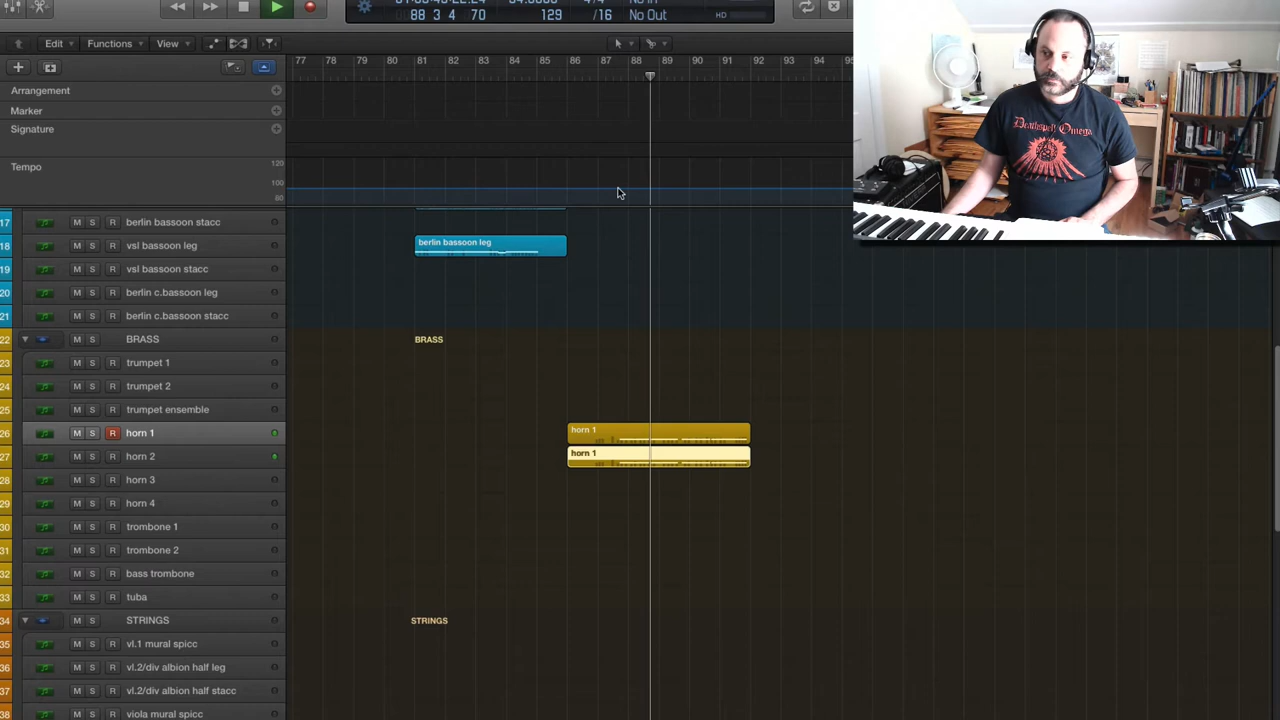 88 3 4 70
129
/16
No Out
HD
Edit
Functions
View
77 78 79 80 81 82 83 84 85 86 87 88 89 90 91 92 93 94
Arrangement
Marker
Signature
Tempo
120
100
80
17 M S R berlin bassoon stacc
18 M S R vsl bassoon leg
berlin bassoon leg
19 M S R vsl bassoon stacc
20 M S R berlin c.bassoon leg
21 M S R berlin c.bassoon stacc
22 M S BRASS
BRASS
23 M S R trumpet 1
24 M S R trumpet 2
25 M S R trumpet ensemble
26 M S R horn 1
horn 1
27 M S R horn 2
horn 1
28 M S R horn 3
29 M S R horn 4
30 M S R trombone 1
31 M S R trombone 2
32 M S R bass trombone
33 M S R tuba
34 M S STRINGS
STRINGS
35 M S R vl.1 mural spicc
36 M S R vl.2/div albion half leg
37 M S R vl.2/div albion half stacc
38 M S R viola mural spicc
Deathspell Omega